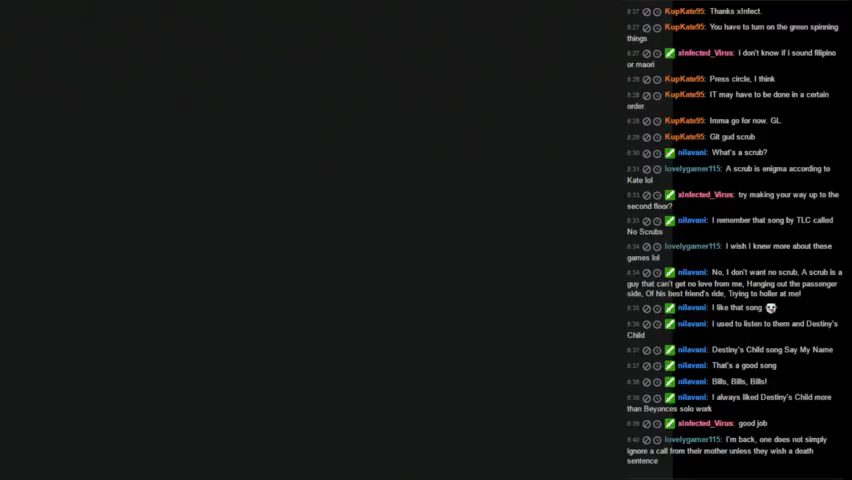 8:27 KupKate95: Thanks xInfect.
8:27 KupKate95: You have to turn on the green spinning
things
8:27 xInfected_Virus: i don't know if i sound filipino
or maori
8:28 KupKate95: Press circle, I think
8:28 KupKate95: IT may have to be done in a certain
order
8:28 KupKate95: Imma go for now. GL.
8:29 KupKate95: Git gud scrub
8:30 nilavani: What's a scrub?
8:31 lovelygamer115: A scrub is enigma according to
Kate lol
8:33 xInfected_Virus: try making your way up to the
second floor?
8:33 nilavani: I remember that song by TLC called
No Scrubs
8:34 lovelygamer115: I wish I knew more about these
games lol
8:34 nilavani: No, I don't want no scrub, A scrub is a
guy that can't get no love from me, Hanging out the passenger
side, Of his best friend's ride, Trying to holler at me!
8:35 nilavani: I like that song
8:36 nilavani: I used to listen to them and Destiny's
Child
8:37 nilavani: Destiny's Child song Say My Name
8:37 nilavani: That's a good song
8:38 nilavani: Bills, Bills, Bills!
8:38 nilavani: I always liked Destiny's Child more
than Beyonces solo work
8:39 xInfected_Virus: good job
8:40 lovelygamer115: I'm back, one does not simply
ignore a call from their mother unless they wish a death
sentence